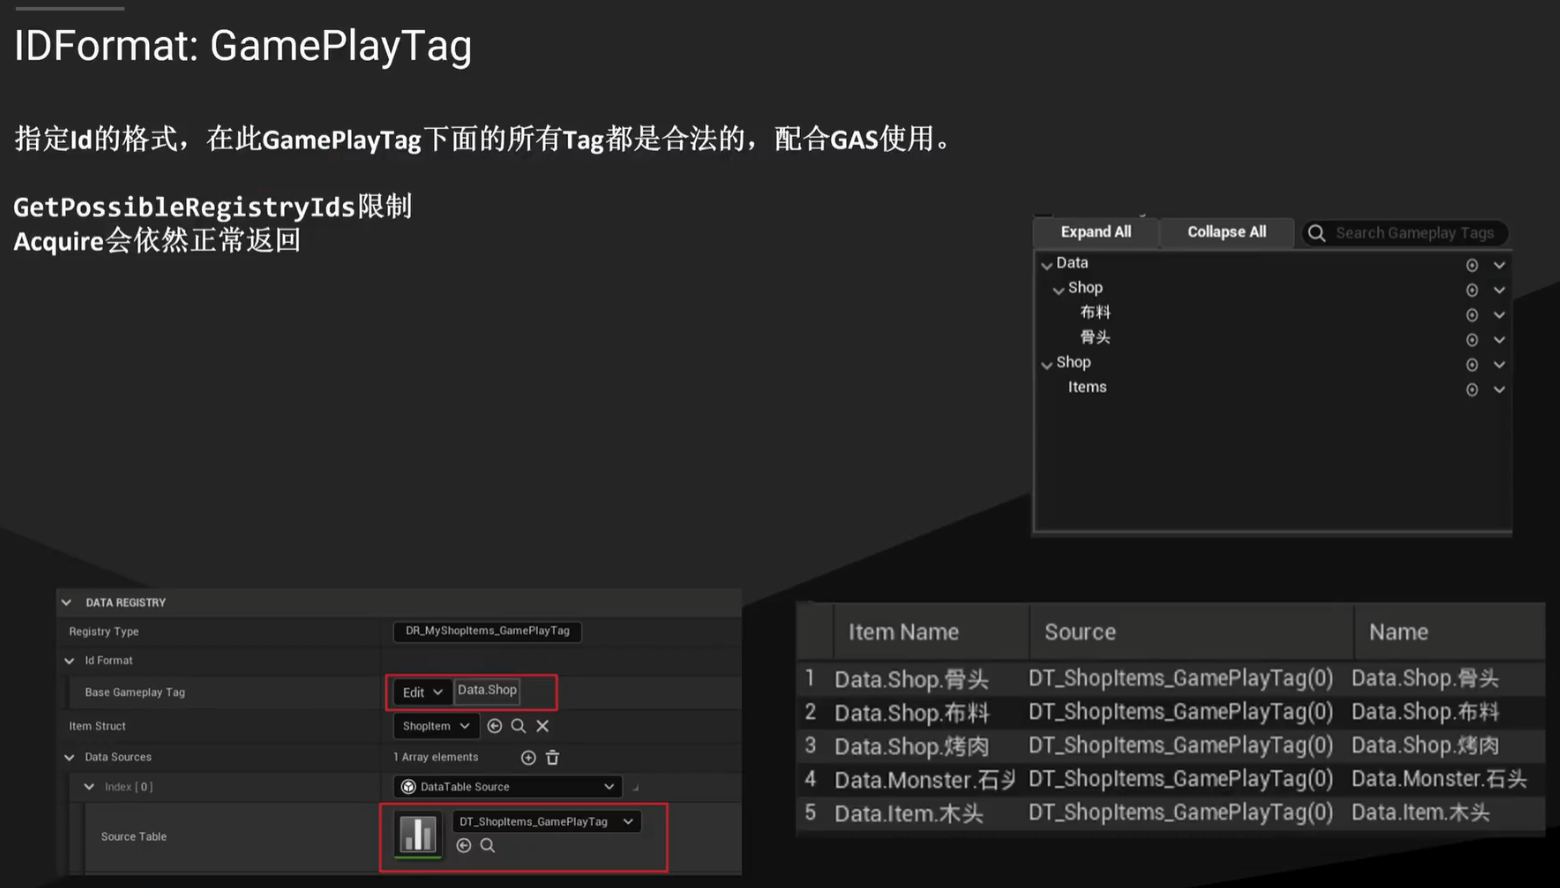 IDFormat: GamePlayTag
指定Id的格式，在此GamePlayTag下面的所有Tag都是合法的，配合GAS使用。
GetPossibleRegistryIds限制
Acquire会依然正常返回
Expand All Collapse All Search Gameplay Tags
Data
Shop
布料
骨头
Shop
Items
DATA REGISTRY
Registry Type DR_MyShopItems_GamePlayTag
Id Format
Base Gameplay Tag Edit Data.Shop
Item Struct ShopItem
Data Sources 1 Array elements
Index [ 0 ] DataTable Source
Source Table DT_ShopItems_GamePlayTag
Item Name Source Name
1 Data.Shop.骨头 DT_ShopItems_GamePlayTag(0) Data.Shop.骨头
2 Data.Shop.布料 DT_ShopItems_GamePlayTag(0) Data.Shop.布料
3 Data.Shop.烤肉 DT_ShopItems_GamePlayTag(0) Data.Shop.烤肉
4 Data.Monster.石头 DT_ShopItems_GamePlayTag(0) Data.Monster.石头
5 Data.Item.木头 DT_ShopItems_GamePlayTag(0) Data.Item.木头